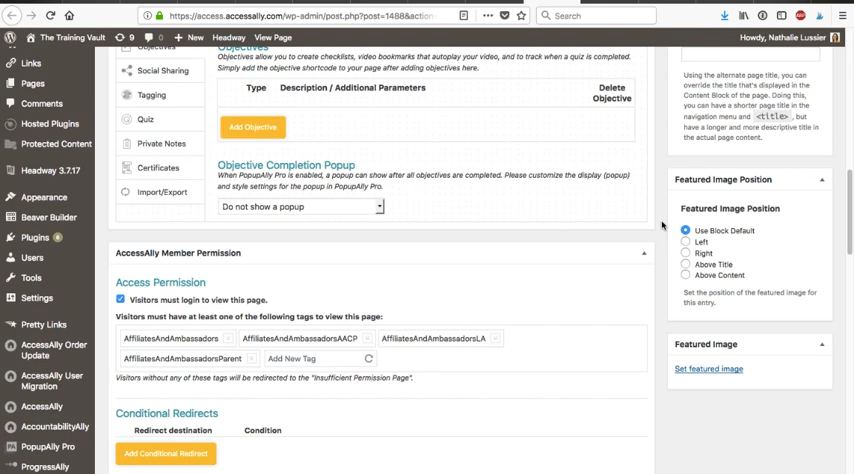 https://access.accessally.com/wp-admin/post.php?post=1488&actio
Search
The Training Vault
9
0
New
Headway
View Page
Howdy, Nathalie Lussier
Links
Pages
Comments
Hosted Plugins
Protected Content
Headway 3.7.17
Appearance
Beaver Builder
Plugins
Users
Tools
Settings
Pretty Links
AccessAlly Order
Update
AccessAlly User
Migration
AccessAlly
AccountabilityAlly
PopupAlly Pro
ProgressAlly
Objectives
Social Sharing
Tagging
Quiz
Private Notes
Certificates
Import/Export
Objectives
Objectives allow you to create checklists, video bookmarks that autoplay your video, and to track when a quiz is completed.
Simply add the objective shortcode to your page after adding objectives here.
Type
Description / Additional Parameters
Delete
Objective
Add Objective
Objective Completion Popup
When PopupAlly Pro is enabled, a popup can show after all objectives are completed. Please customize the display (popup)
and style settings for the popup in PopupAlly Pro.
Do not show a popup
AccessAlly Member Permission
Access Permission
Visitors must login to view this page.
Visitors must have at least one of the following tags to view this page:
AffiliatesAndAmbassadors
AffiliatesAndAmbassadorsAACP
AffiliatesAndAmbassadorsLA
AffiliatesAndAmbassadorsParent
Add New Tag
Visitors without any of these tags will be redirected to the "Insufficient Permission Page".
Conditional Redirects
Redirect destination
Condition
Add Conditional Redirect
Using the alternate page title, you can
override the title that's displayed in the
Content Block of the page. Doing this,
you can have a shorter page title in the
navigation menu and <title>, but
have a longer and more descriptive title in
the actual page content.
Featured Image Position
Featured Image Position
Use Block Default
Left
Right
Above Title
Above Content
Set the position of the featured image for
this entry.
Featured Image
Set featured image